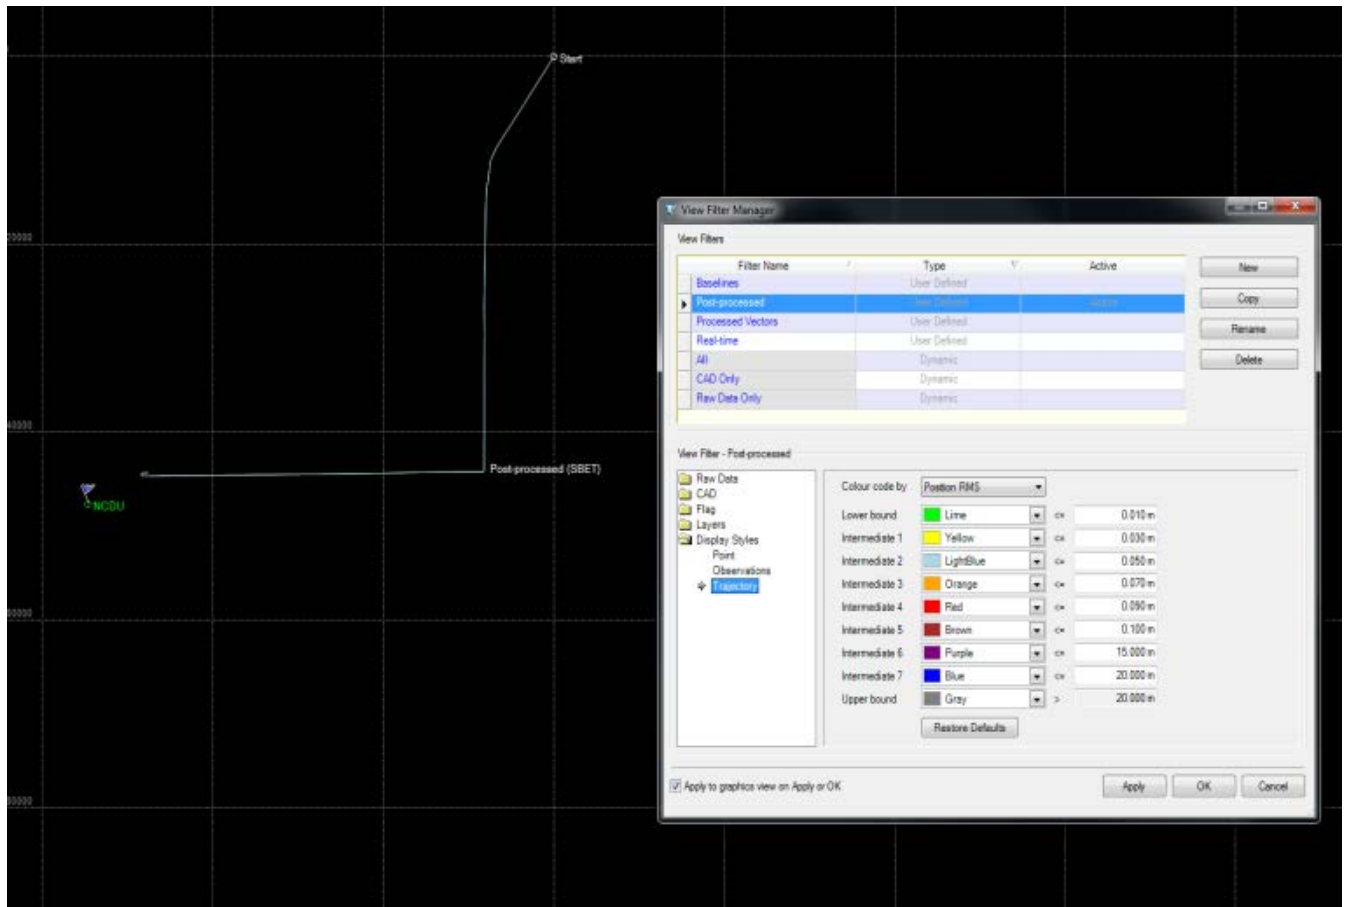 Start
View Filter Manager
View Filters
Filter Name Type Active
Baselines User Defined
Post-processed User Defined Active
Processed Vectors User Defined
Real-time User Defined
All Dynamic
CAD Only Dynamic
Raw Data Only Dynamic
New
Copy
Rename
Delete
20000
40000
Post-processed (SBET)
NCDU
View Filter - Post-processed
Raw Data
CAD
Flag
Layers
Display Styles
Point
Observations
Trajectory
Colour code by Position RMS
Lower bound Lime <= 0.010 m
Intermediate 1 Yellow <= 0.030 m
Intermediate 2 LightBlue <= 0.050 m
Intermediate 3 Orange <= 0.070 m
Intermediate 4 Red <= 0.090 m
Intermediate 5 Brown <= 0.100 m
Intermediate 6 Purple <= 15.000 m
Intermediate 7 Blue <= 20.000 m
Upper bound Gray > 20.000 m
Restore Defaults
Apply to graphics view on Apply or OK
Apply OK Cancel